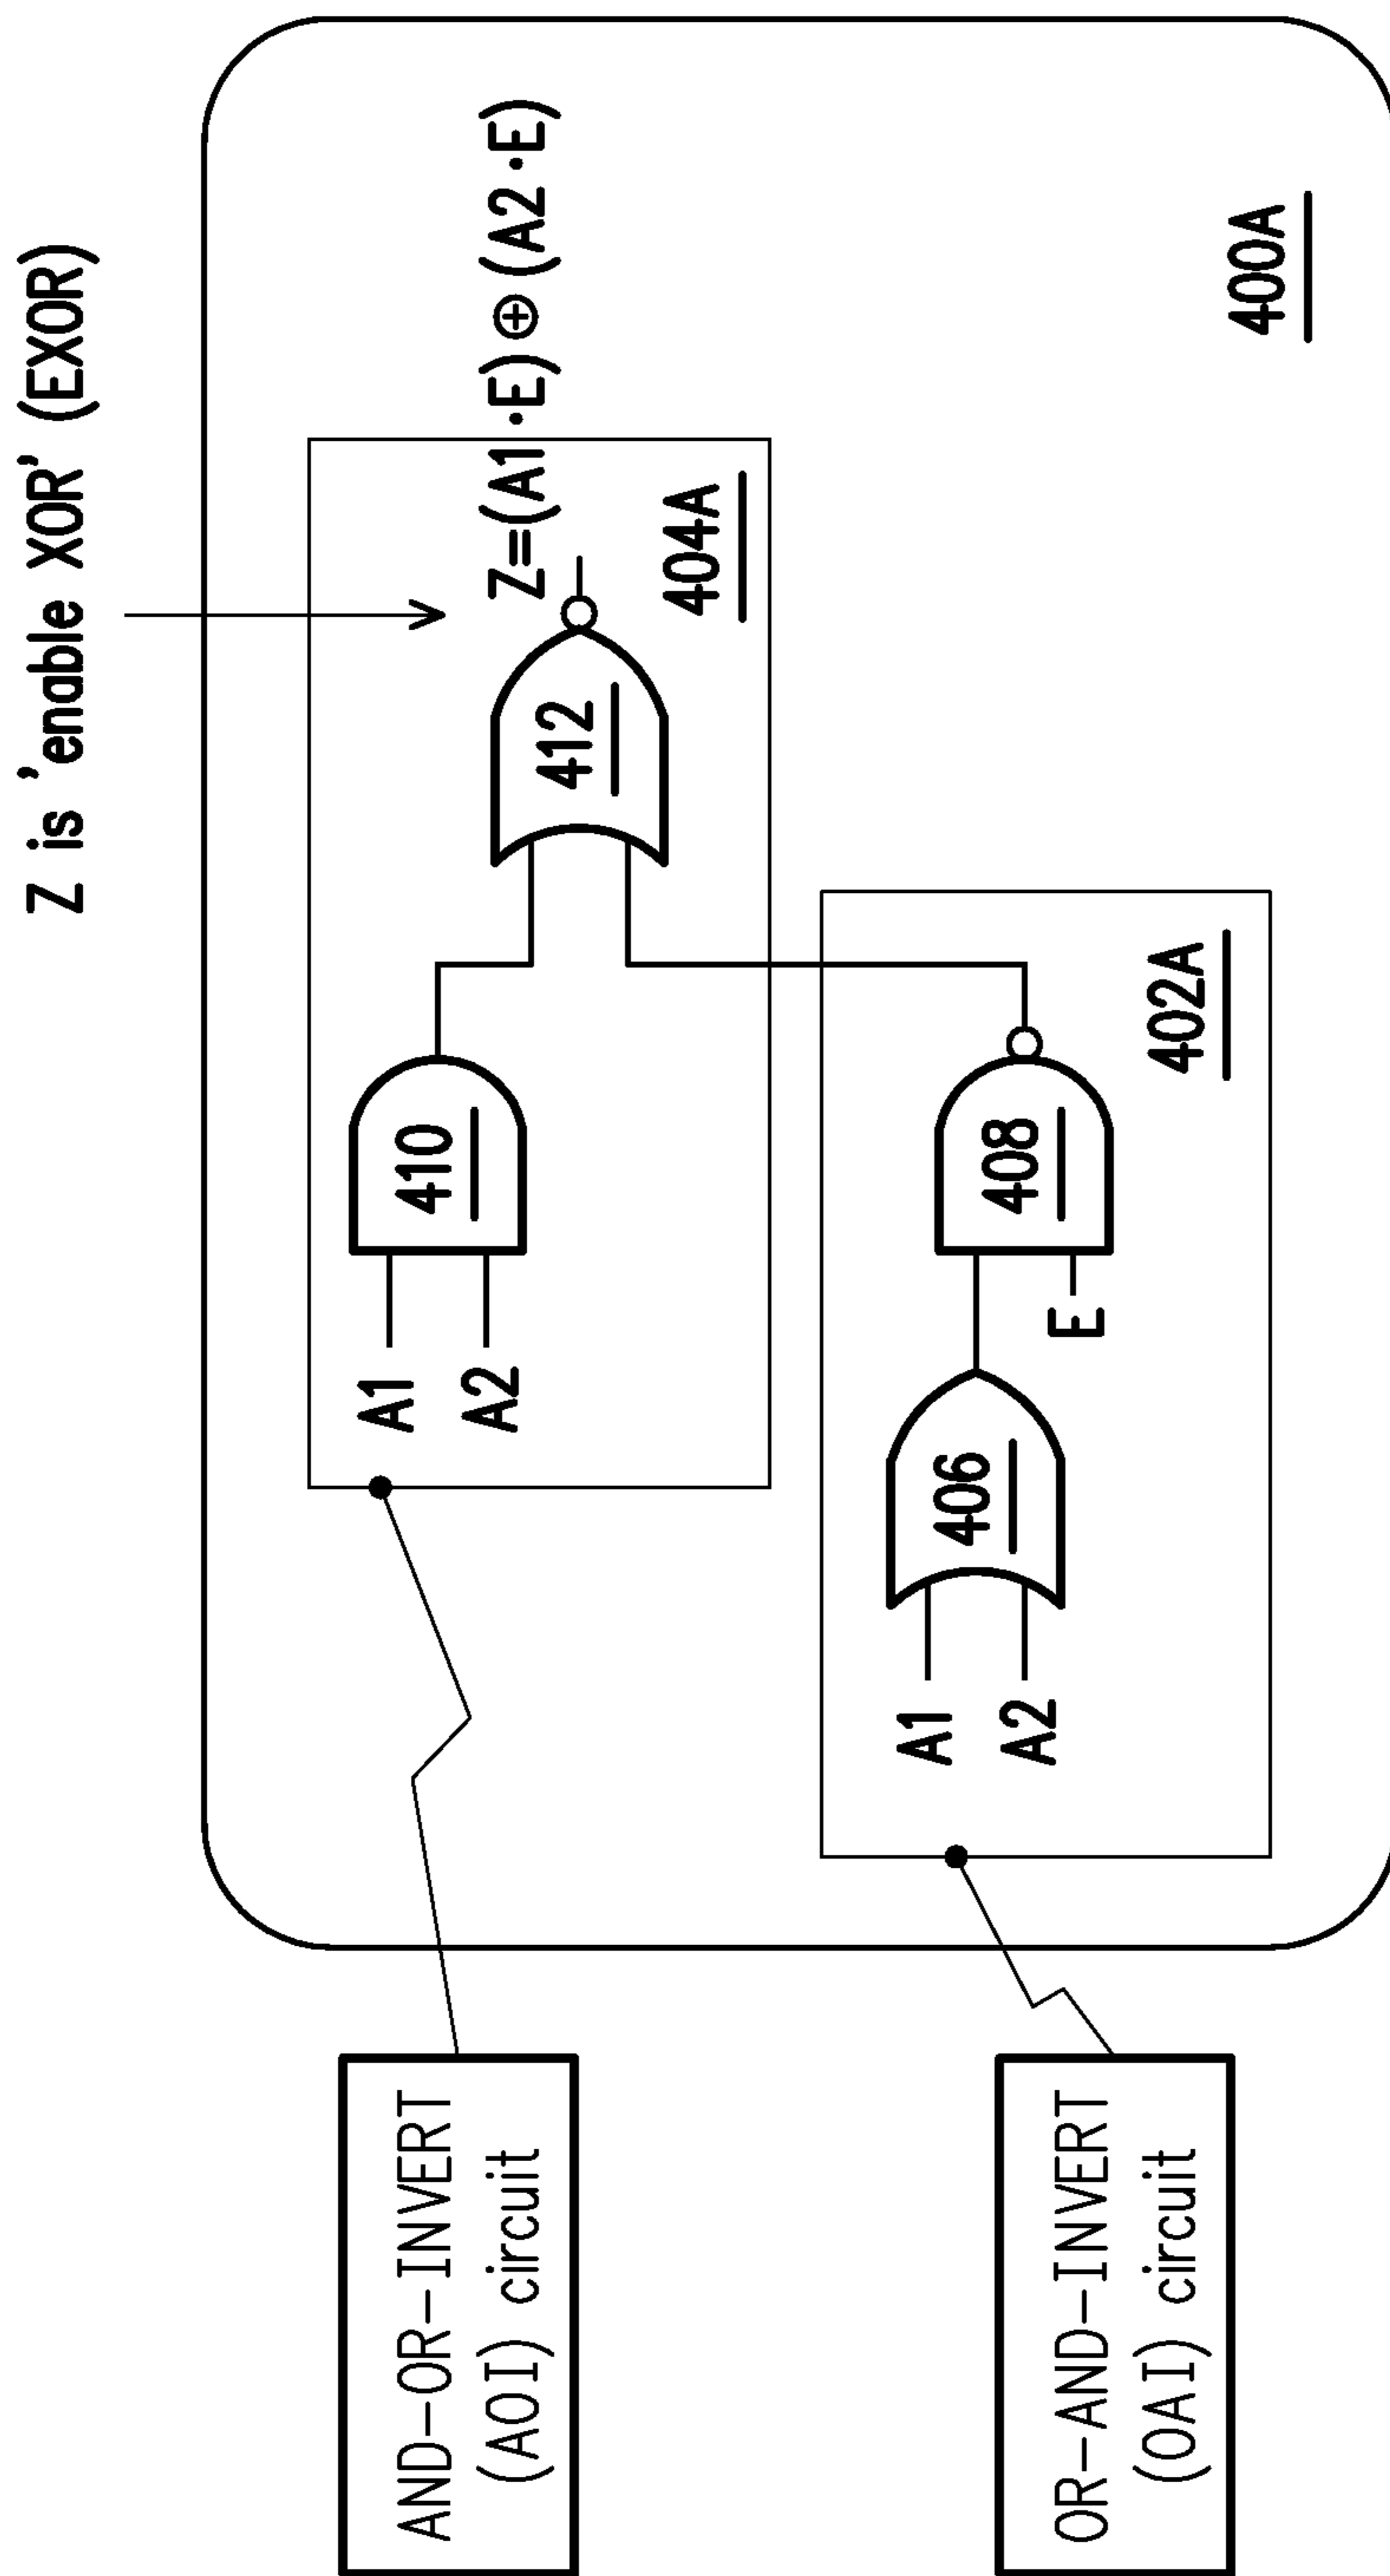 Z is 'enable XOR' (EXOR)
AND-OR-INVERT
(AOI) circuit
A1
A2
410
412
Z=(A1·E)⊕(A2·E)
404A
OR-AND-INVERT
(OAI) circuit
A1
A2
406
E
408
402A
400A